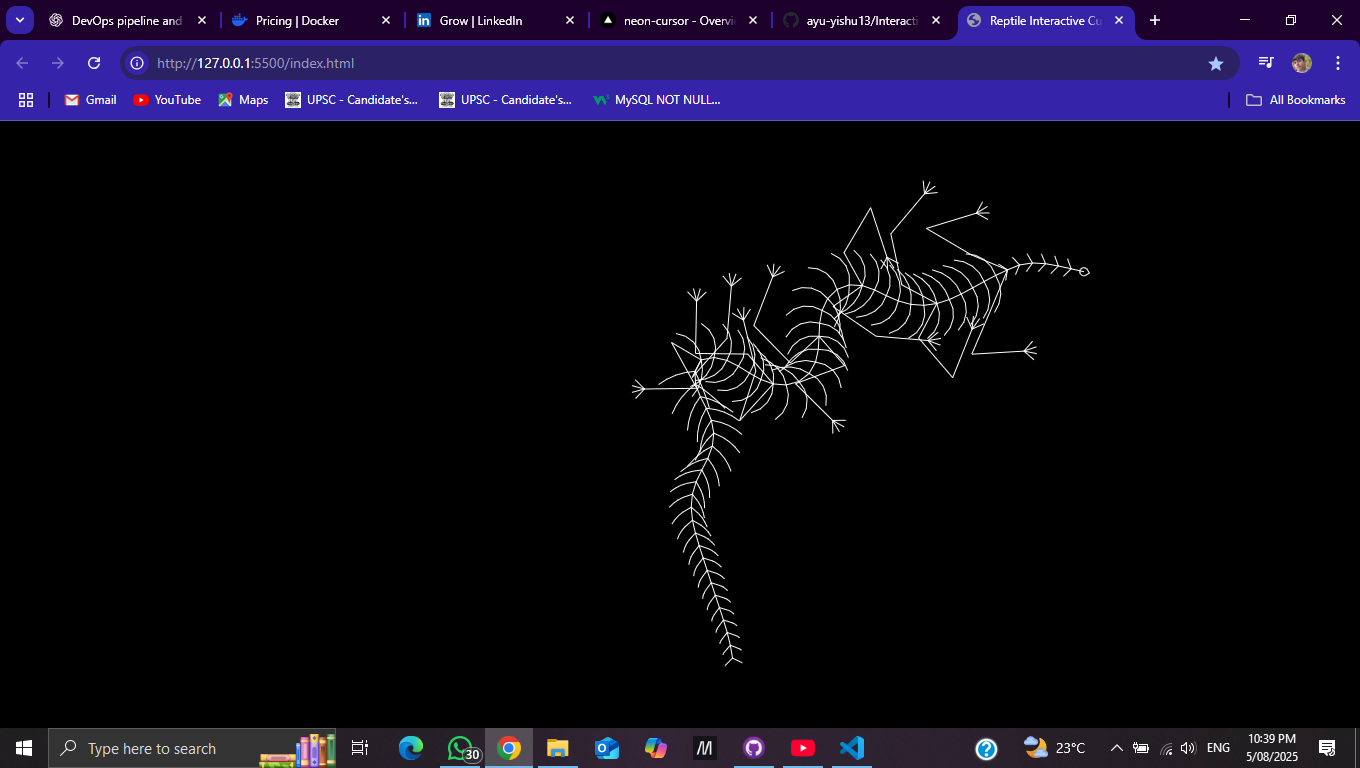 DevOps pipeline and
Pricing | Docker
Grow | LinkedIn
neon-cursor - Overvi
ayu-yishu13/Interacti
Reptile Interactive Cu
http://127.0.0.1:5500/index.html
Gmail
YouTube
Maps
UPSC - Candidate's...
UPSC - Candidate's...
MySQL NOT NULL...
All Bookmarks
Type here to search
30
23°C
ENG
10:39 PM
5/08/2025